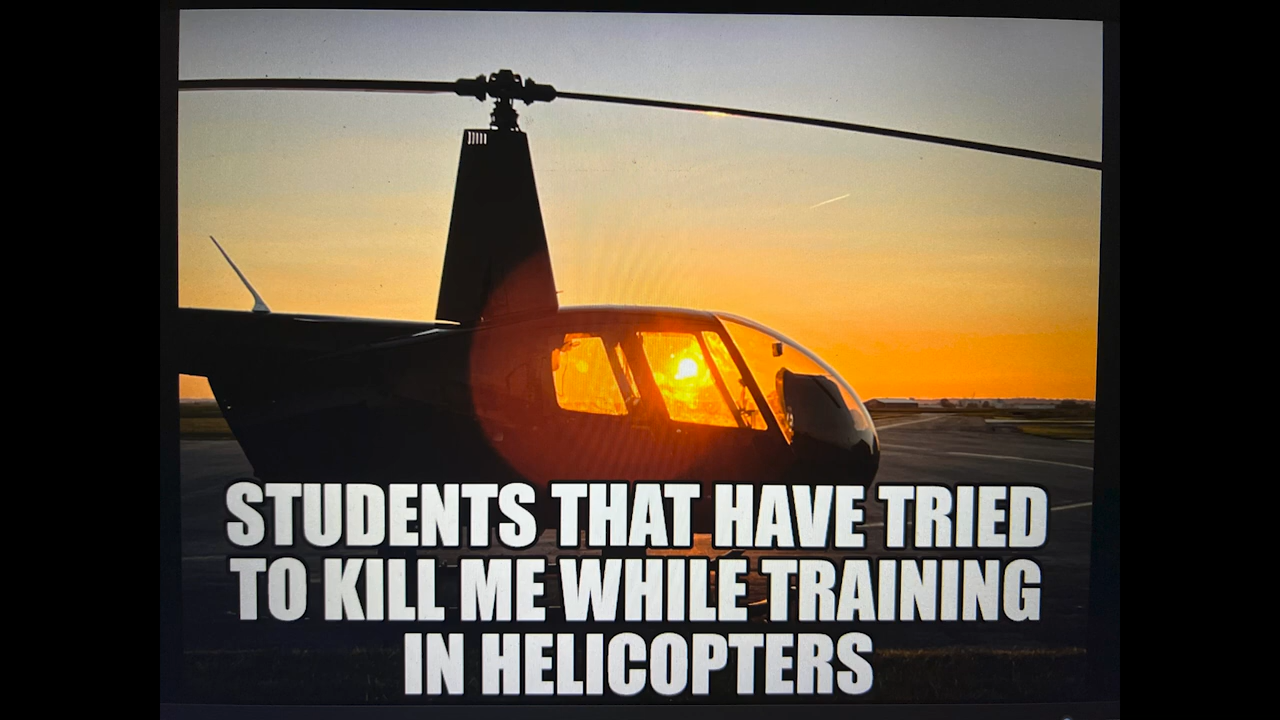 STUDENTS THAT HAVE TRIED
TO KILL ME WHILE TRAINING
IN HELICOPTERS